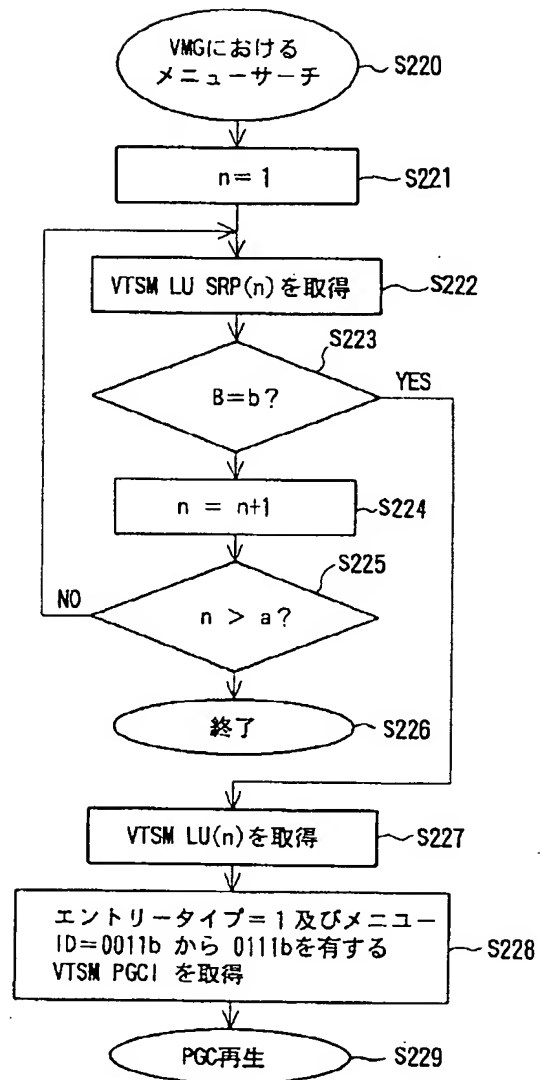 VMGにおける
メニューサーチ
S220
n=1
S221
VTSM LU SRP(n)を取得
S222
S223
B=b?
YES
n = n+1
S224
S225
NO
n > a?
終了
S226
VTSM LU(n)を取得
S227
エントリータイプ=1 及びメニュー
ID=0011b から 0111bを有する
VTSM PGCI を取得
S228
PGC再生
S229